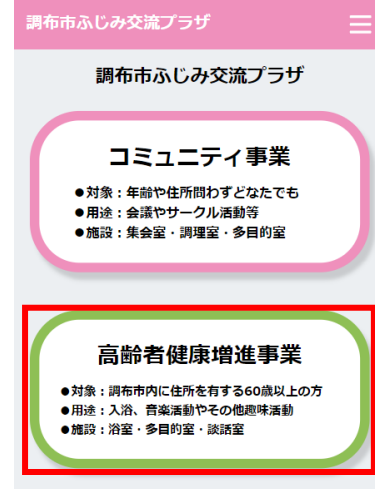 調布市ふじみ交流プラザ
調布市ふじみ交流プラザ
コミュニティ事業
●対象：年齢や住所問わずどなたでも
●用途：会議やサークル活動等
●施設：集会室・調理室・多目的室
高齢者健康増進事業
●対象：調布市内に住所を有する60歳以上の方
●用途：入浴、音楽活動やその他趣味活動
●施設：浴室・多目的室・談話室